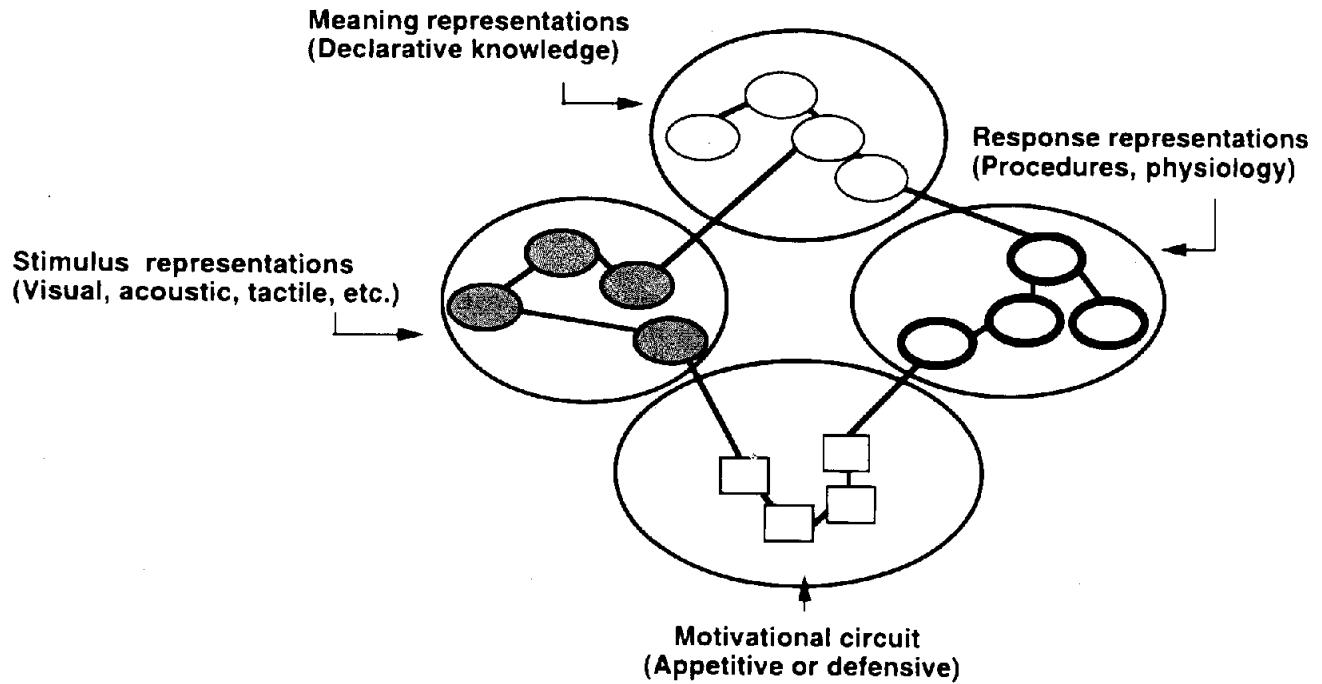 Meaning representations
(Declarative knowledge)
Response representations
(Procedures, physiology)
Stimulus representations
(Visual, acoustic, tactile, etc.)
Motivational circuit
(Appetitive or defensive)